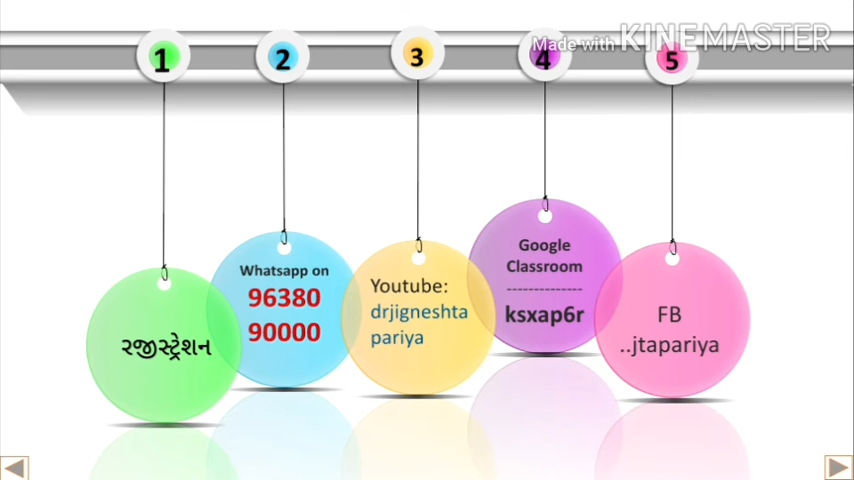 Made with KINEMASTER
1
2
3
4
5
રજીસ્ટ્રેશન
Whatsapp on
96380
90000
Youtube:
drjigneshta
pariya
Google
Classroom
--------------
ksxap6r
FB
..jtapariya